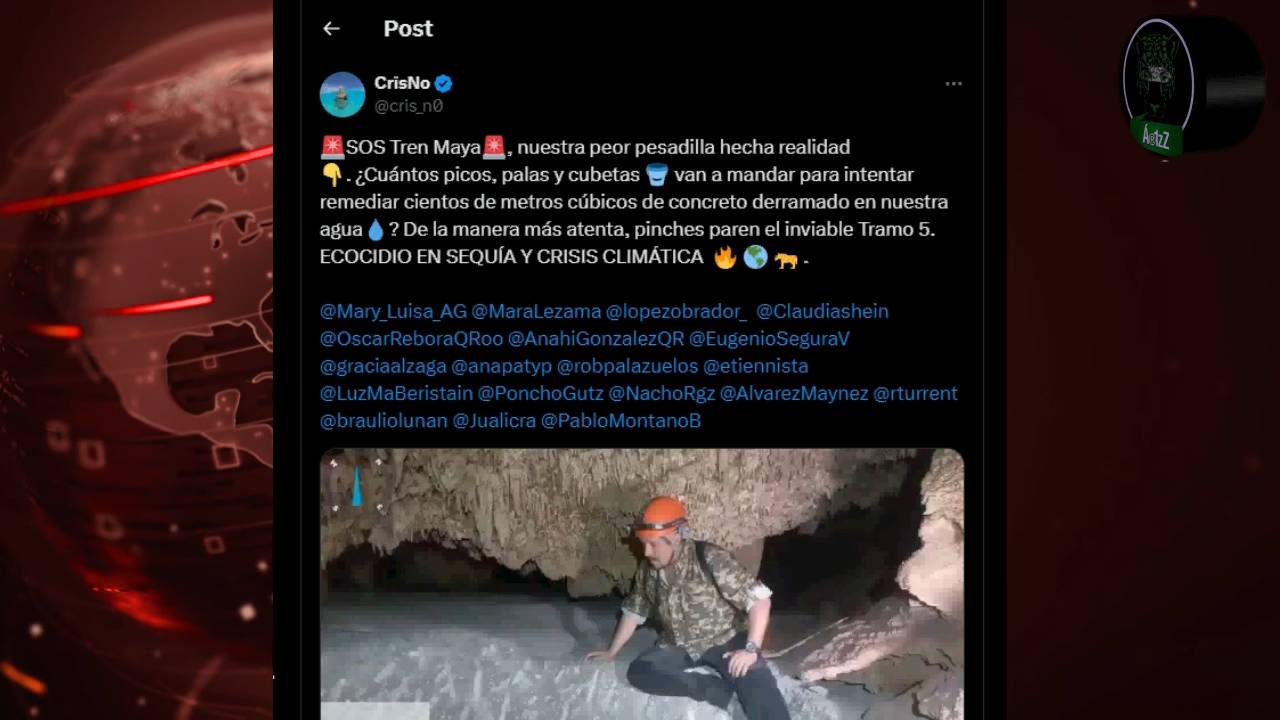 Post
CrisNo
@cris_n0
🚨SOS Tren Maya🚨, nuestra peor pesadilla hecha realidad
👇. ¿Cuántos picos, palas y cubetas 🪣 van a mandar para intentar
remediar cientos de metros cúbicos de concreto derramado en nuestra
agua💧? De la manera más atenta, pinches paren el inviable Tramo 5.
ECOCIDIO EN SEQUÍA Y CRISIS CLIMÁTICA 🔥🌎🐆.
@Mary_Luisa_AG @MaraLezama @lopezobrador_ @Claudiashein
@OscarReboraQRoo @AnahiGonzalezQR @EugenioSeguraV
@graciaalzaga @anapatyp @robpalazuelos @etiennista
@LuzMaBeristain @PonchoGutz @NachoRgz @AlvarezMaynez @rturrent
@brauliolunan @Jualicra @PabloMontanoB
Á@1zZ